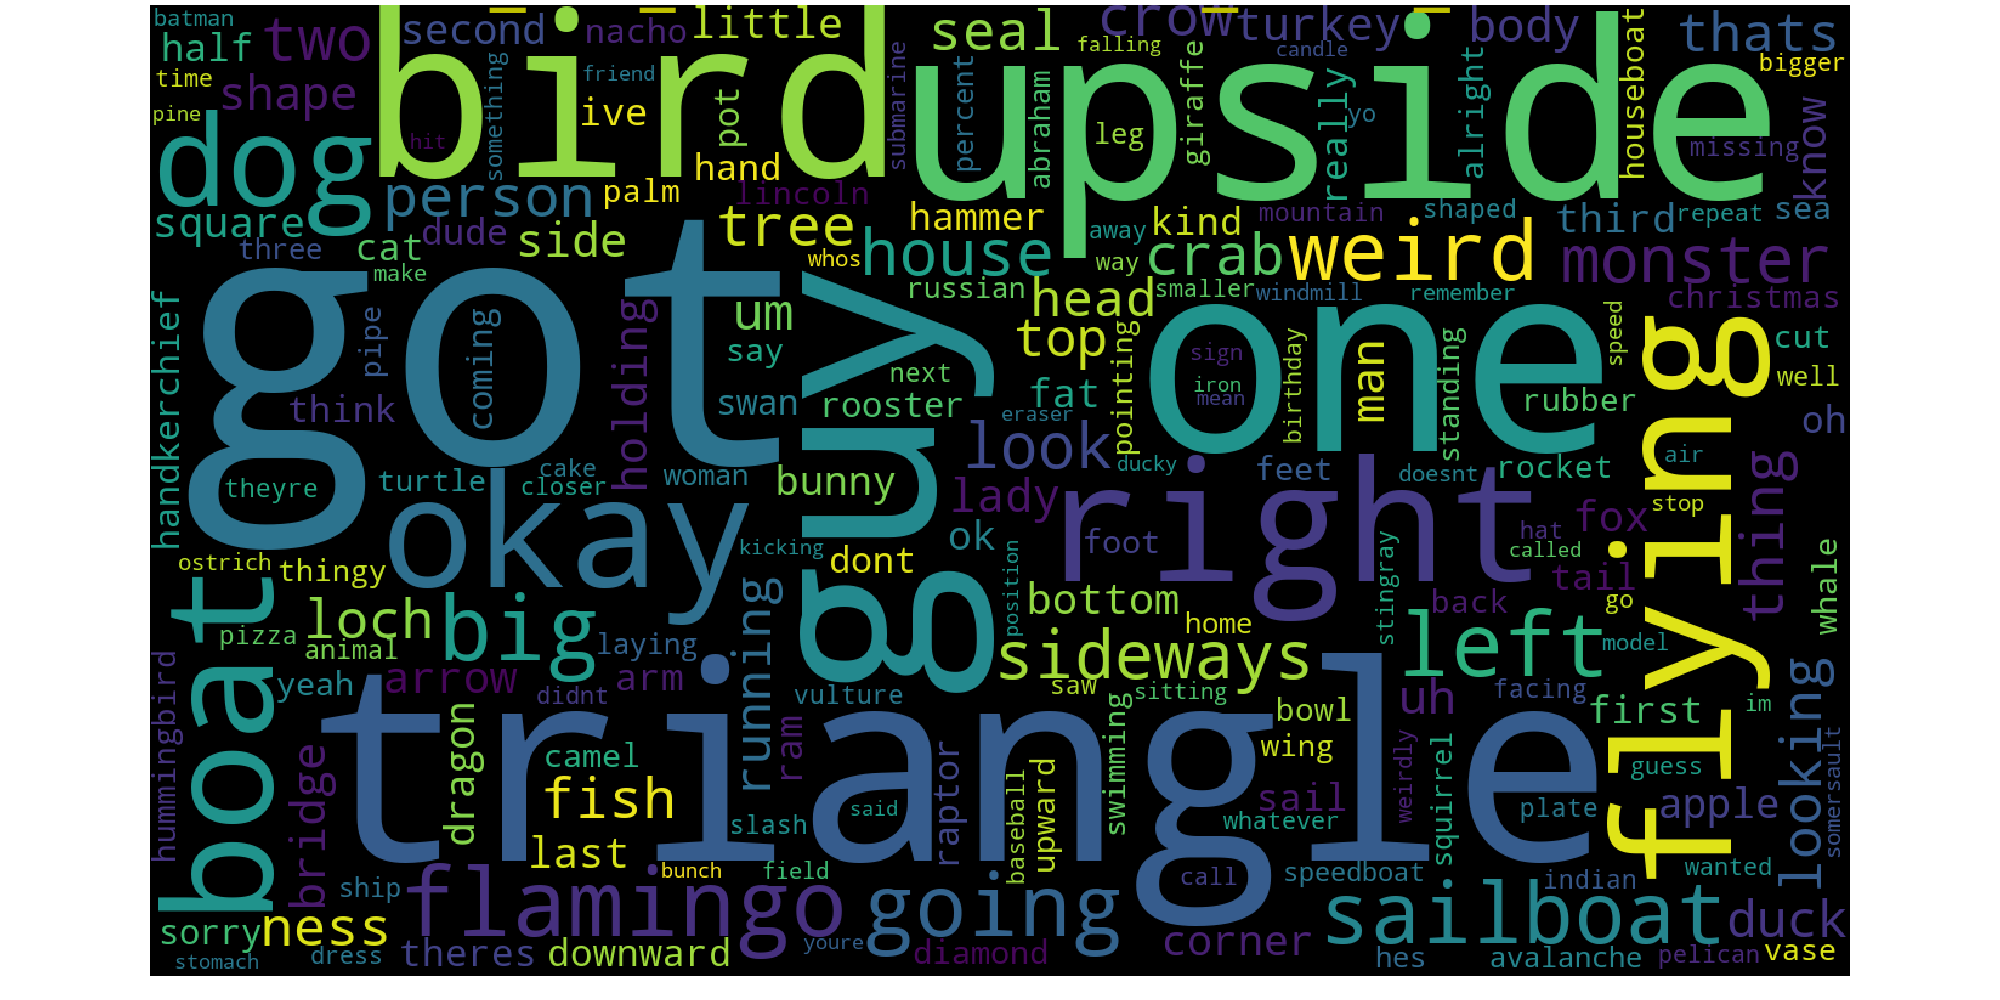 batman
half
two
second
nacho
little
seal
crow
turkey
body
houseboat
thats
time
shape
something
friend
bird
upside
falling
candle
bigger
pine
dog
hit
ive
pot
submarine
percent
abraham
leg
giraffe
really
yo
alright
missing
know
person
palm
hand
lincoln
square
cat
dude
side
tree
hammer
kind
mountain
shaped
third
repeat
sea
three
make
whos
house
away
way
crab
weird
monster
handkerchief
got
pipe
coming
holding
um
say
guy
russian
head
smaller
windmill
remember
christmas
think
swan
next
rooster
top
pointing
one
sign
iron
mean
birthday
man
standing
speed
flying
cut
well
fat
eraser
rubber
oh
theyre
turtle
cake
closer
woman
bunny
look
ducky
feet
doesnt
rocket
air
thing
okay
lady
right
stop
ostrich
thingy
kicking
dont
ok
foot
hat
called
fox
tail
whale
boat
loch
big
running
position
bottom
stingray
back
go
pizza
animal
laying
home
left
model
hummingbird
yeah
arrow
arm
vulture
sideways
saw
sitting
uh
facing
first
im
looking
didnt
triangle
swimming
bowl
wing
bridge
dragon
camel
ram
raptor
weirdly
squirrel
guess
somersault
fish
slash
said
baseball
upward
sail
whatever
plate
apple
last
ship
bunch
field
call
speedboat
indian
wanted
sorry
ness
flamingo
going
sailboat
duck
stomach
dress
theres
downward
youre
diamond
corner
hes
avalanche
pelican
vase